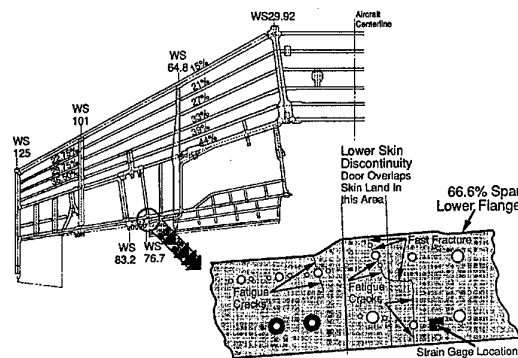 WS29.92
Aircraft
Centerline
WS
64.8
15%
21%
27%
33%
39%
44%
WS
101
WS
125
WS
83.2
WS
76.7
Lower Skin
Discontinuity
Door Overlaps
Skin Land In
this Area
66.6% Spar
Lower Flange
Fast Fracture
Fatigue
Cracks
Fatigue
Cracks
Strain Gage Location